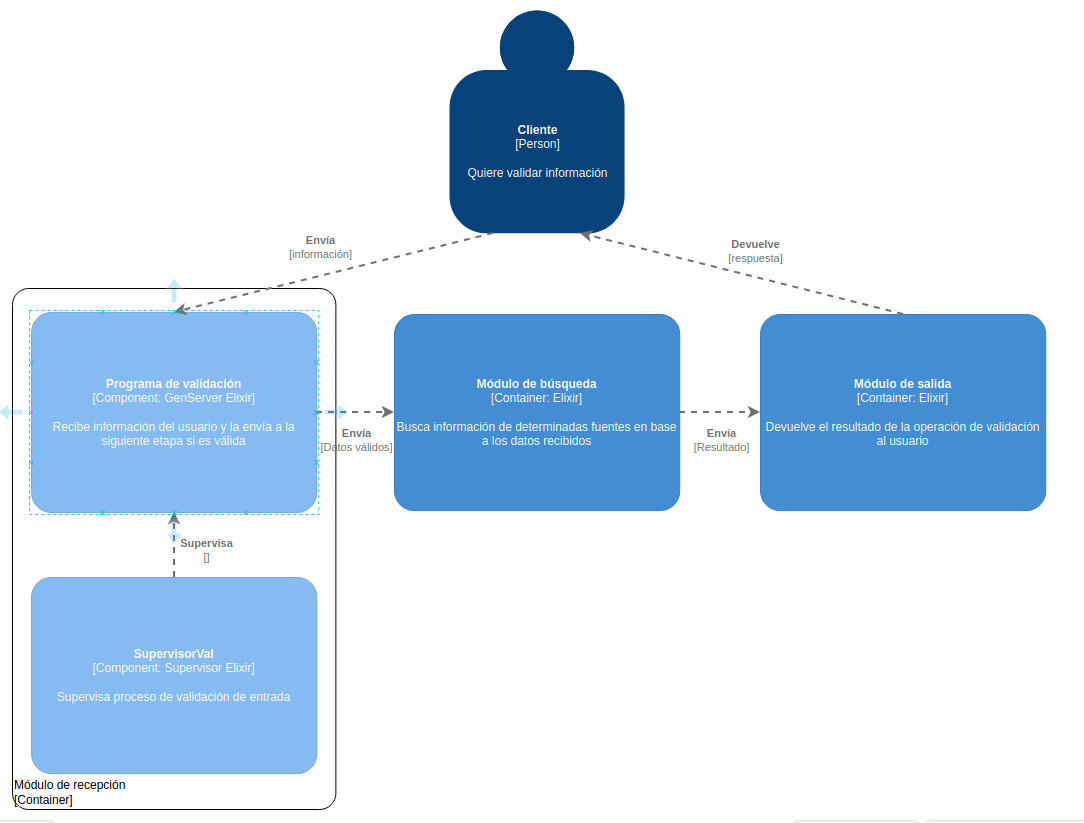 Cliente
[Person]
Quiere validar información
Envía
[información]
Devuelve
[respuesta]
Programa de validación
[Component: GenServer Elixir]
Recibe información del usuario y la envía a la
siguiente etapa si es válida
Envía
[Datos válidos]
Módulo de búsqueda
[Container: Elixir]
Busca información de determinadas fuentes en base
a los datos recibidos
Envía
[Resultado]
Módulo de salida
[Container: Elixir]
Devuelve el resultado de la operación de validación
al usuario
Supervisa
[]
SupervisorVal
[Component: Supervisor Elixir]
Supervisa proceso de validación de entrada
Módulo de recepción
[Container]